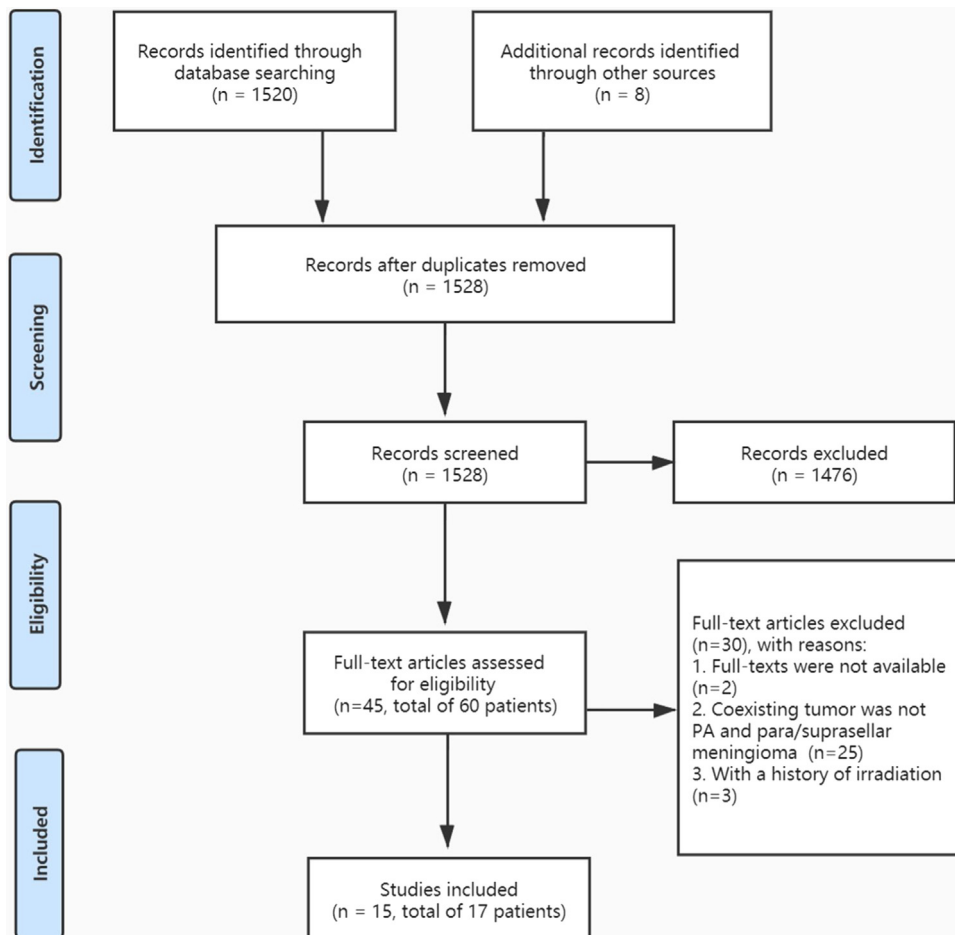 Identification
Records identified through
database searching
(n = 1520)
Additional records identified
through other sources
(n = 8)
Screening
Records after duplicates removed
(n = 1528)
Records screened
(n = 1528)
Records excluded
(n = 1476)
Eligibility
Full-text articles assessed
for eligibility
(n=45, total of 60 patients)
Full-text articles excluded
(n=30), with reasons:
1. Full-texts were not available
(n=2)
2. Coexisting tumor was not
PA and para/suprasellar
meningioma (n=25)
3. With a history of irradiation
(n=3)
Included
Studies included
(n = 15, total of 17 patients)